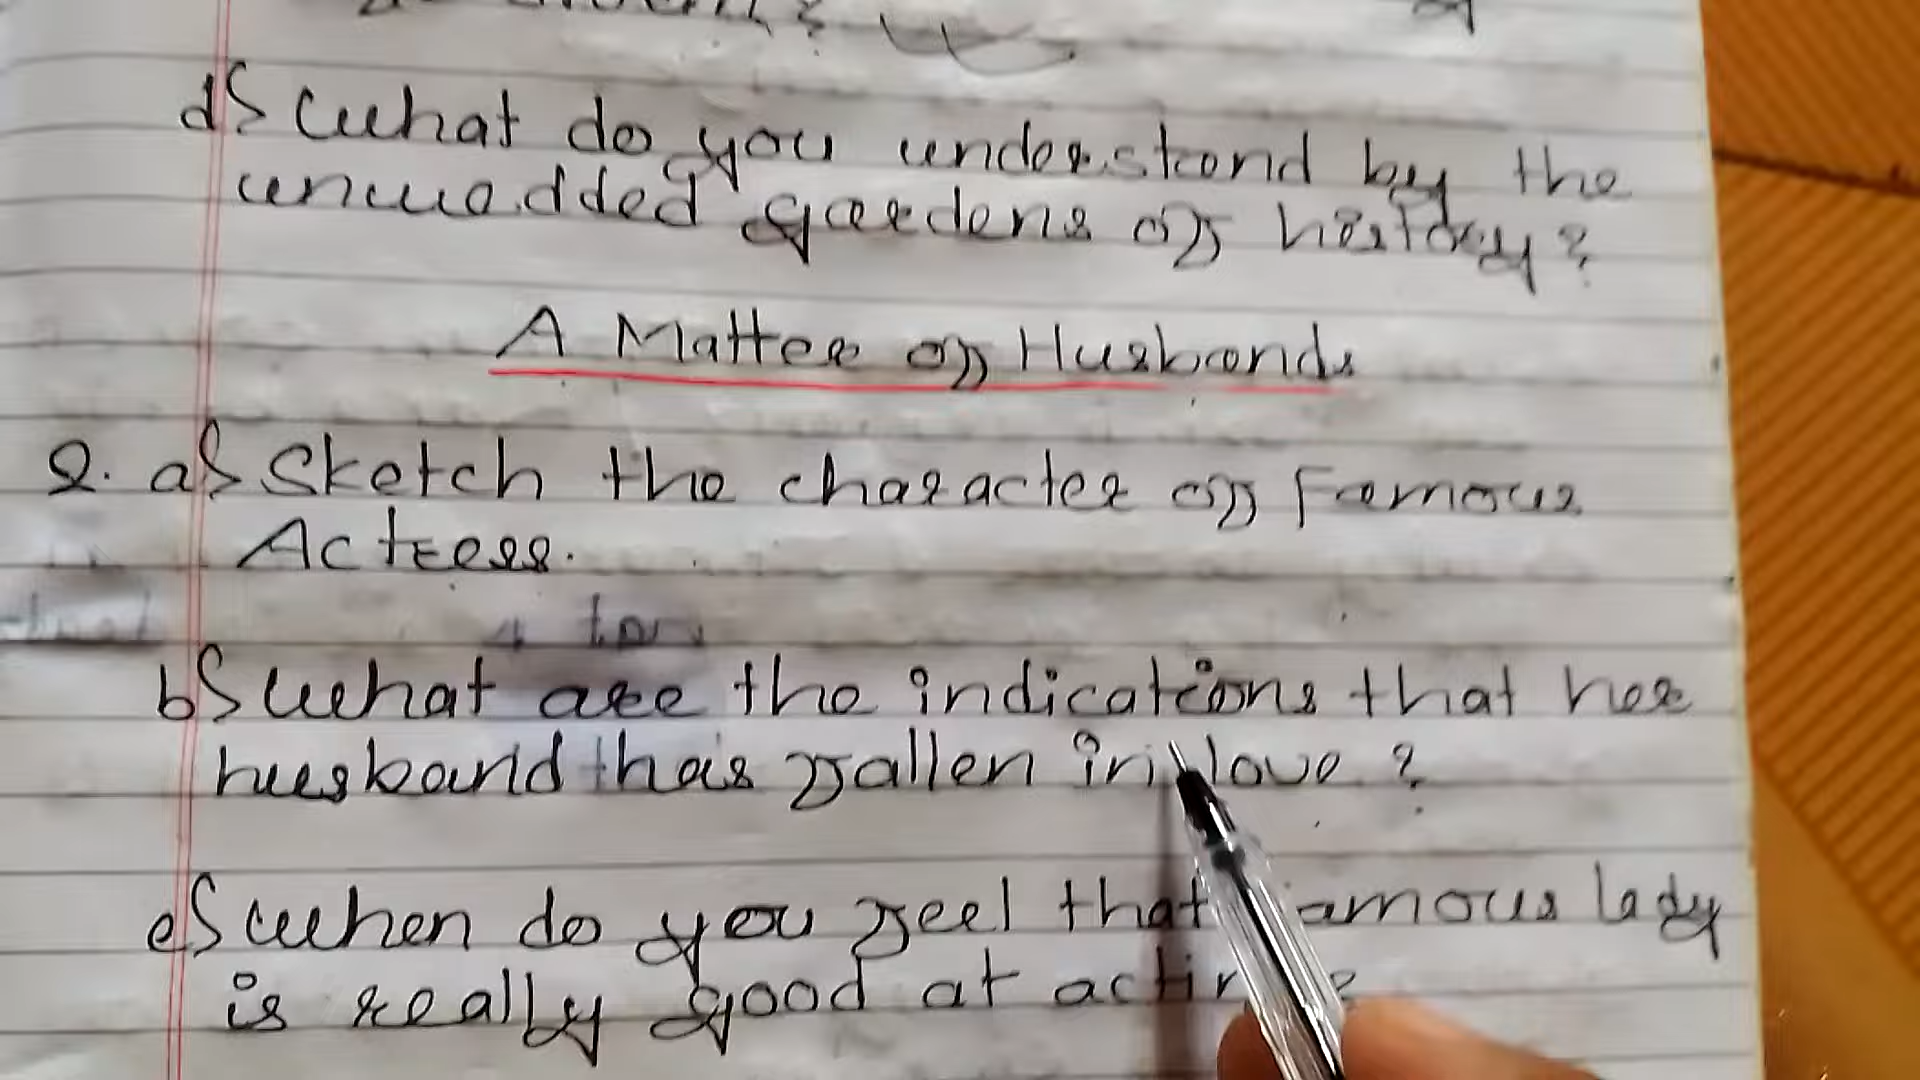 d) What do you understand by the
unwedded gardens of history?
A Matter of Husbands
2. a) Sketch the character of Famous
Actress.
b) what are the indications that her
husband has fallen in love?
c) when do you feel that famous lady
is really good at acting?